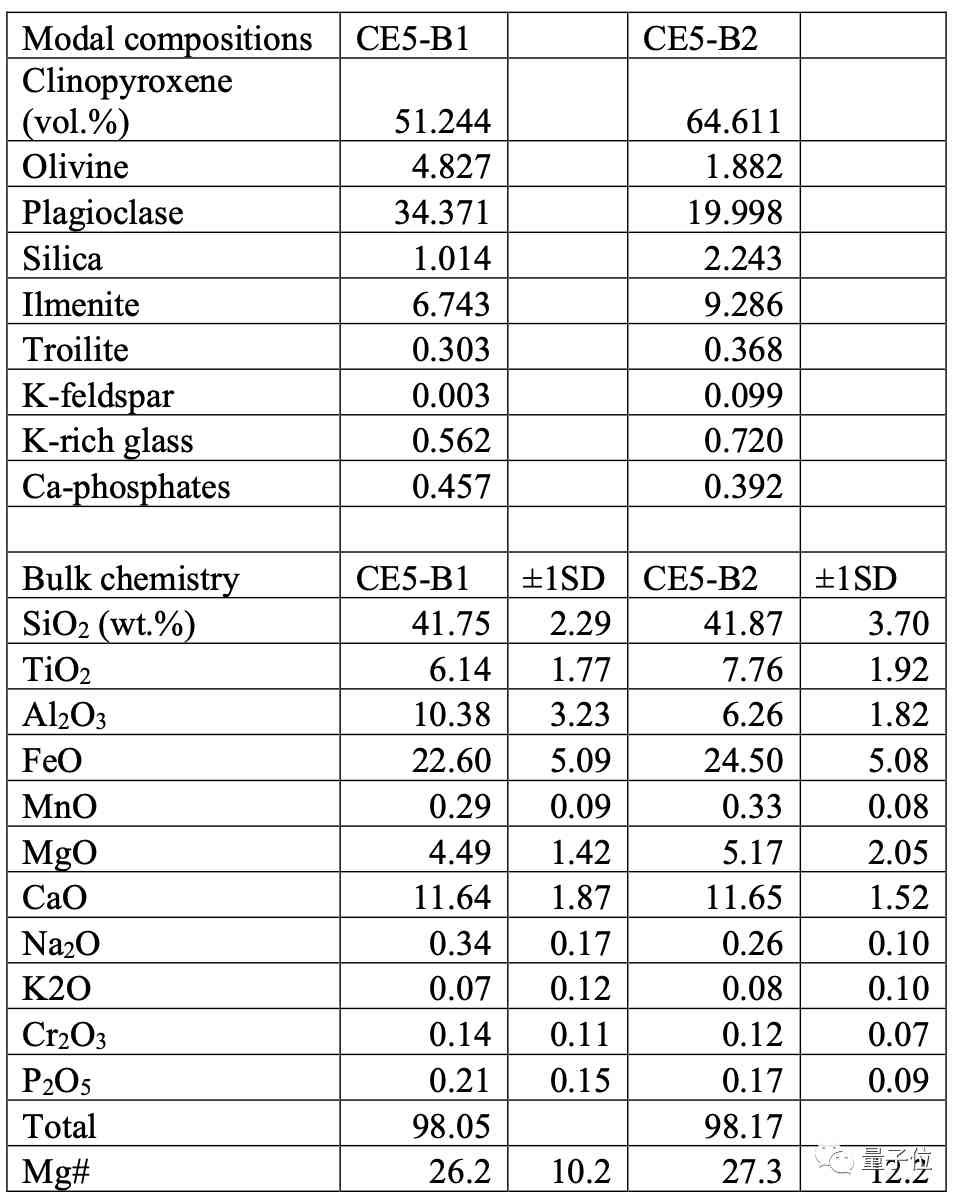 Modal compositions CE5-B1 CE5-B2
Clinopyroxene
(vol.%) 51.244 64.611
Olivine 4.827 1.882
Plagioclase 34.371 19.998
Silica 1.014 2.243
Ilmenite 6.743 9.286
Troilite 0.303 0.368
K-feldspar 0.003 0.099
K-rich glass 0.562 0.720
Ca-phosphates 0.457 0.392
Bulk chemistry CE5-B1 ±1SD CE5-B2 ±1SD
SiO₂ (wt.%) 41.75 2.29 41.87 3.70
TiO₂ 6.14 1.77 7.76 1.92
Al₂O₃ 10.38 3.23 6.26 1.82
FeO 22.60 5.09 24.50 5.08
MnO 0.29 0.09 0.33 0.08
MgO 4.49 1.42 5.17 2.05
CaO 11.64 1.87 11.65 1.52
Na₂O 0.34 0.17 0.26 0.10
K2O 0.07 0.12 0.08 0.10
Cr₂O₃ 0.14 0.11 0.12 0.07
P₂O₅ 0.21 0.15 0.17 0.09
Total 98.05 98.17
Mg# 26.2 10.2 27.3 12.2
量子位